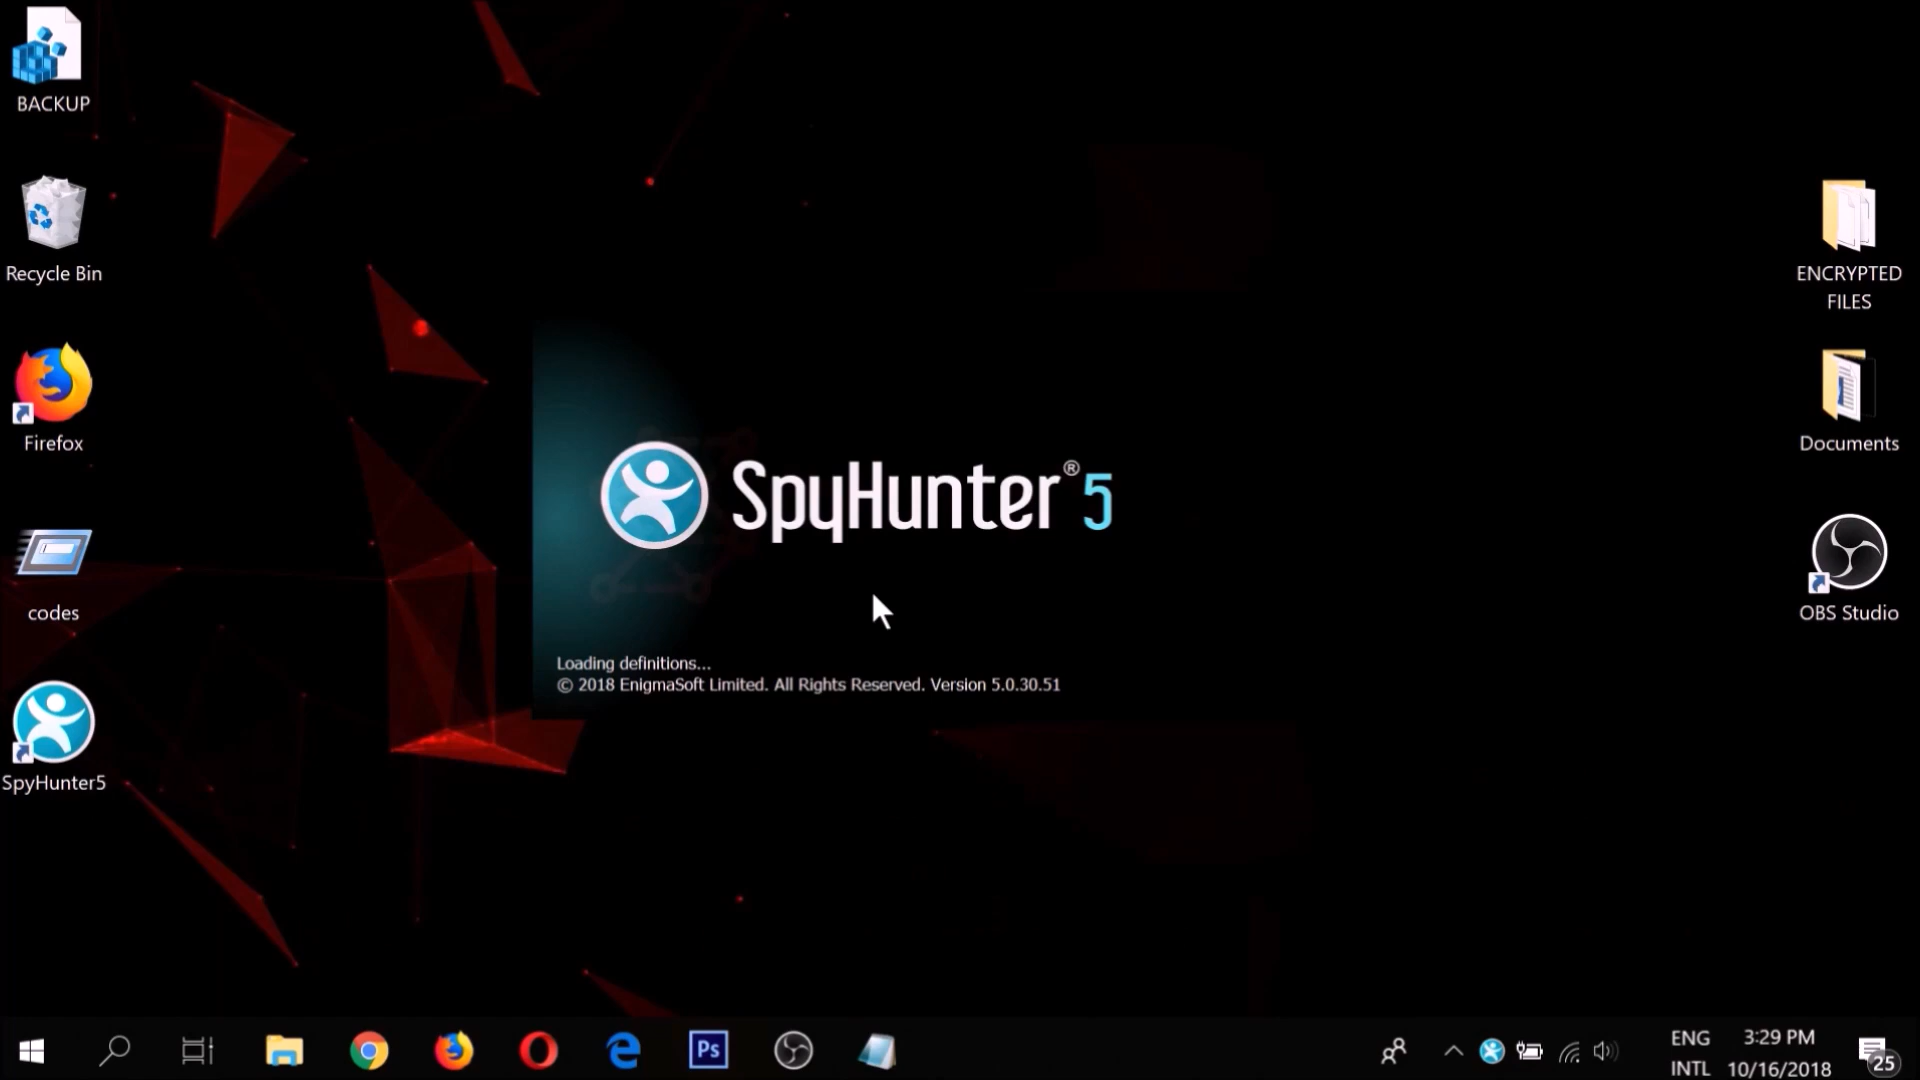 BACKUP
Recycle Bin
Firefox
codes
SpyHunter5
SpyHunter®5
Loading definitions...
© 2018 EnigmaSoft Limited. All Rights Reserved. Version 5.0.30.51
ENCRYPTED
FILES
Documents
OBS Studio
Ps
ENG
INTL
3:29 PM
10/16/2018
25